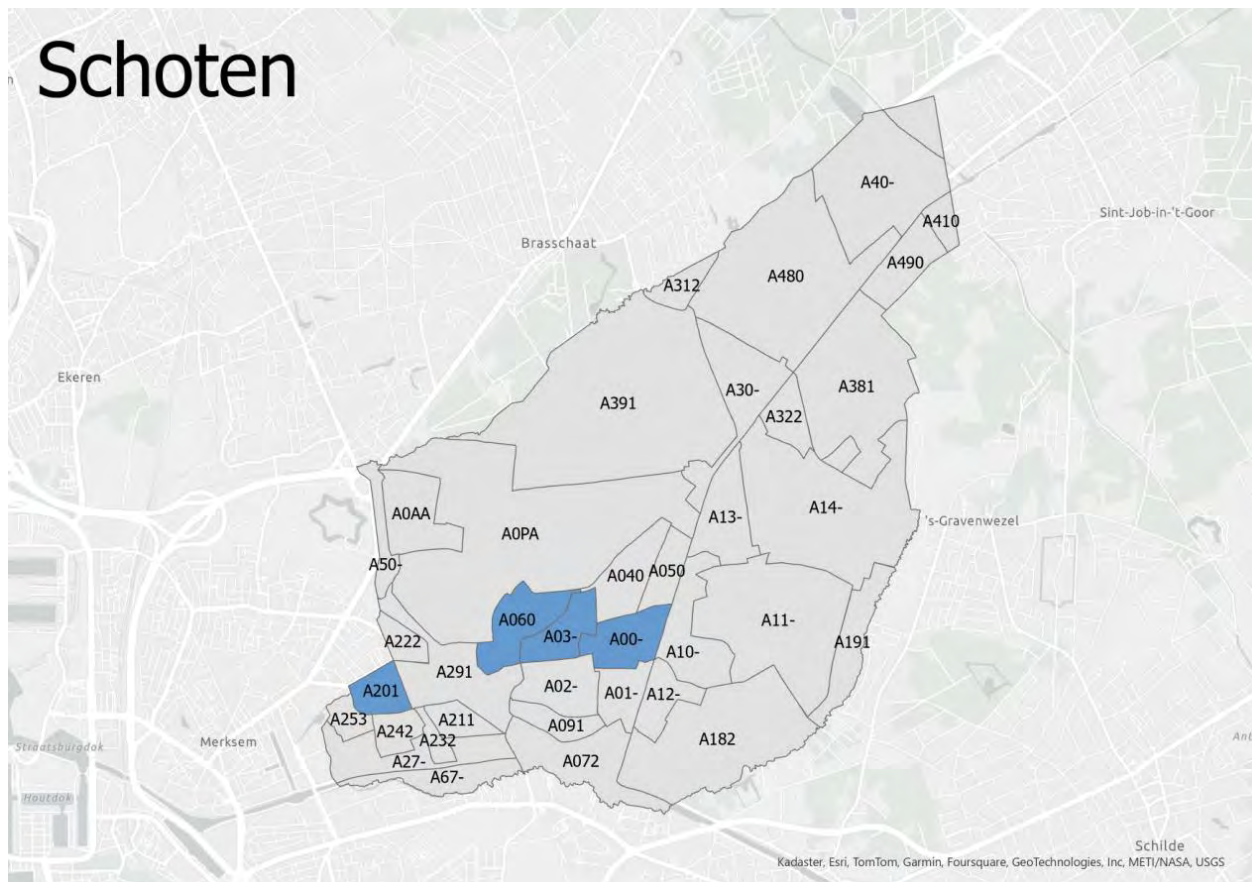 Schoten
A40-
Sint-Job-in-'t-Goor
A410
Brasschaat
A490
A480
A312
Ekeren
A30-
A381
A391
A322
A14-
A0AA
A13-
's-Gravenwezel
A0PA
A50-
A040
A050
A060
A11-
A03-
A00-
A222
A191
A10-
A291
A201
A02-
A01-
A12-
A253
A211
A091
A242
A232
A182
Merksem
Straatsburgdok
A27-
A072
A67-
Houtdok
Schilde
Kadaster, Esri, TomTom, Garmin, Foursquare, GeoTechnologies, Inc, METI/NASA, USGS